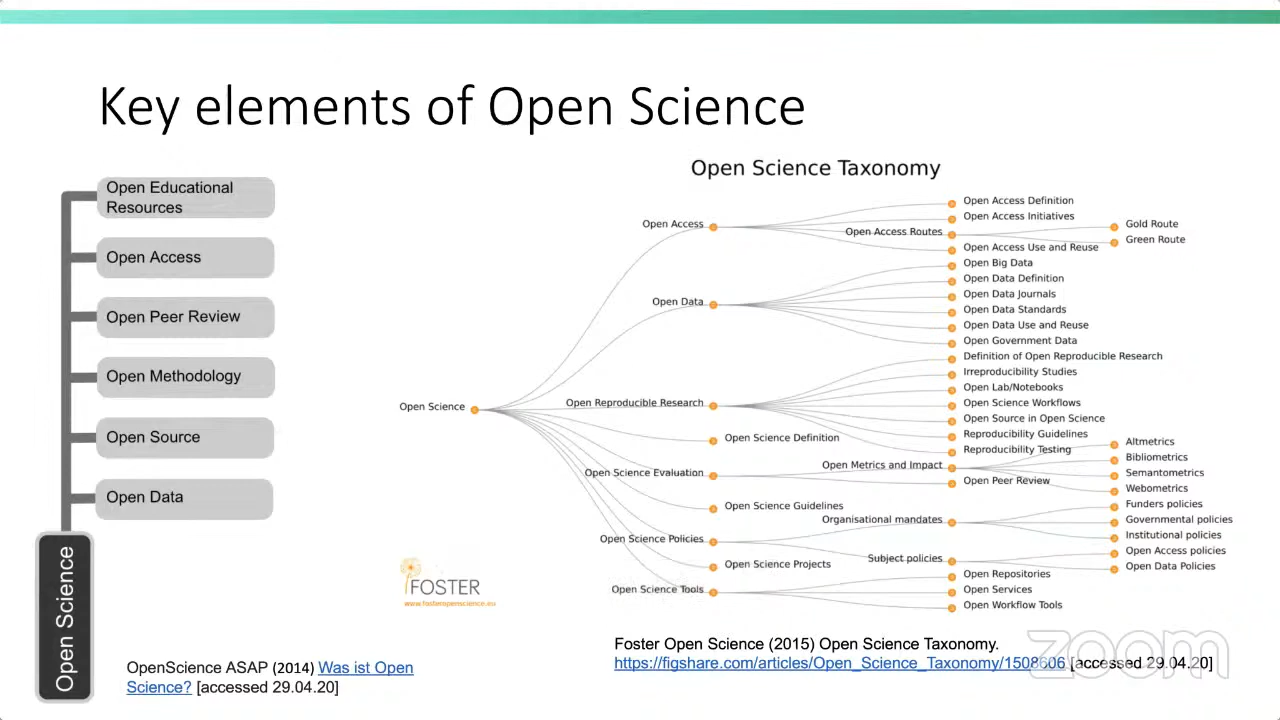 Key elements of Open Science
Open Educational
Resources
Open Access
Open Peer Review
Open Methodology
Open Source
Open Data
Open Science
OpenScience ASAP (2014) Was ist Open
Science? [accessed 29.04.20]
Open Science Taxonomy
Open Science
Open Access
Open Access Definition
Open Access Initiatives
Open Access Routes
Gold Route
Green Route
Open Access Use and Reuse
Open Data
Open Big Data
Open Data Definition
Open Data Journals
Open Data Standards
Open Data Use and Reuse
Open Government Data
Open Reproducible Research
Definition of Open Reproducible Research
Irreproducibility Studies
Open Lab/Notebooks
Open Science Workflows
Open Source in Open Science
Reproducibility Guidelines
Reproducibility Testing
Open Science Definition
Open Science Evaluation
Open Metrics and Impact
Altmetrics
Bibliometrics
Semantometrics
Webometrics
Open Peer Review
Open Science Guidelines
Open Science Policies
Organisational mandates
Funders policies
Governmental policies
Institutional policies
Subject policies
Open Access policies
Open Data Policies
Open Science Projects
Open Science Tools
Open Repositories
Open Services
Open Workflow Tools
FOSTER
www.fosteropenscience.eu
Foster Open Science (2015) Open Science Taxonomy.
https://figshare.com/articles/Open_Science_Taxonomy/1508606 [accessed 29.04.20]
zoom